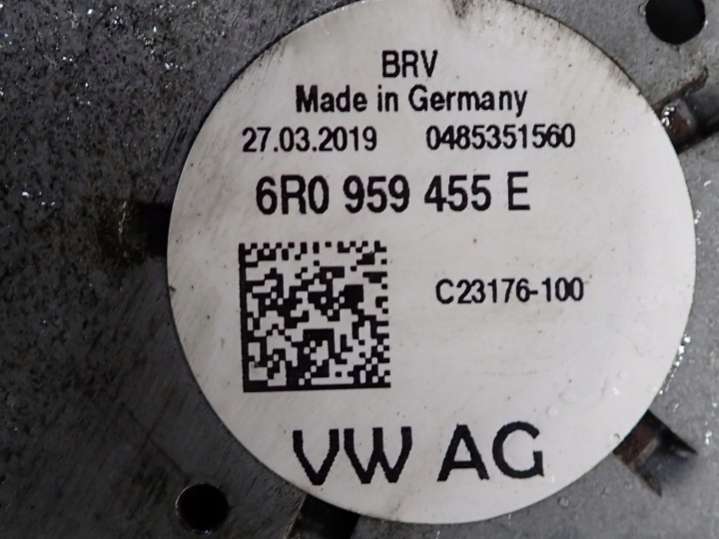 BRV
Made in Germany
27.03.2019 0485351560
6R0 959 455 E
C23176-100
VW AG